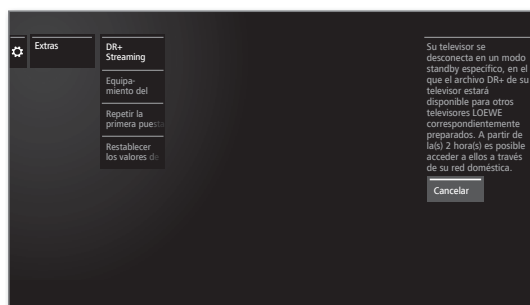 Extras
DR+
Streaming
Equipa-
miento del
Repetir la
primera puesta
Restablecer
los valores de
Su televisor se
desconecta en un modo
standby específico, en el
que el archivo DR+ de su
televisor estará
disponible para otros
televisores LOEWE
correspondientemente
preparados. A partir de
la(s) 2 hora(s) es posible
acceder a ellos a través
de su red doméstica.
Cancelar